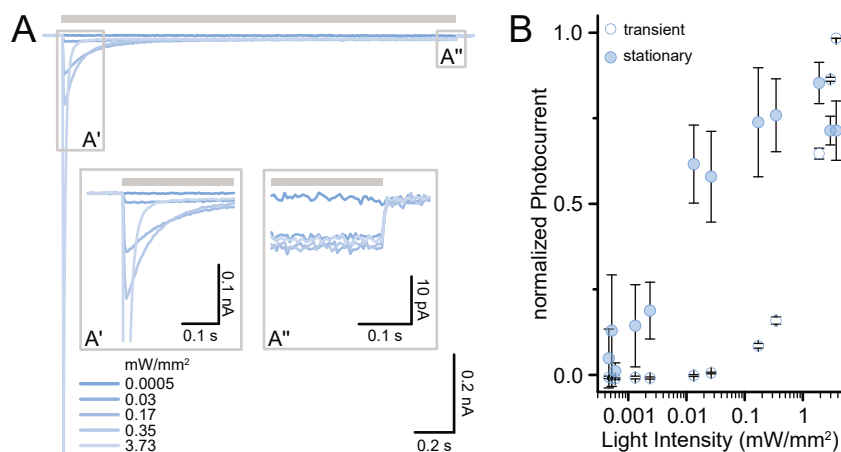 A
A'
A''
A'
0.1 nA
0.1 s
A''
10 pA
0.1 s
mW/mm²
0.0005
0.03
0.17
0.35
3.73
0.2 nA
0.2 s
B
transient
stationary
normalized Photocurrent
1.0
0.5
0.0
0.001
0.01
0.1
1
Light Intensity (mW/mm²)